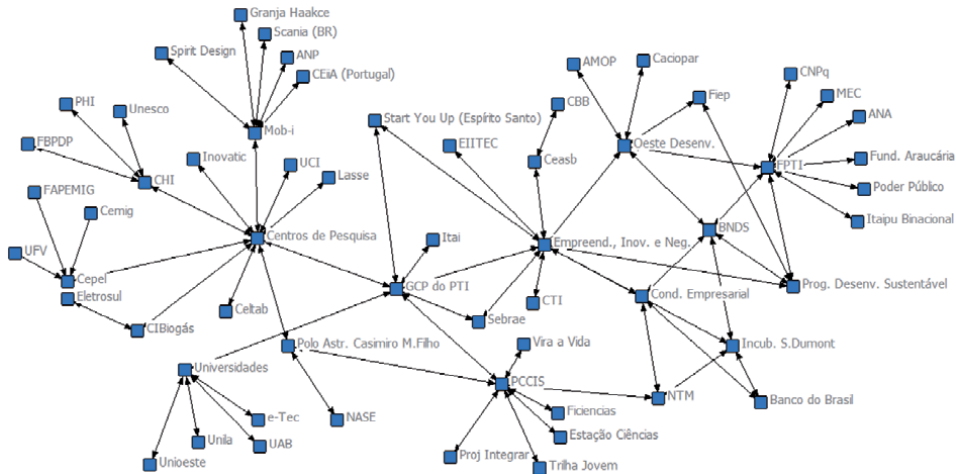 Granja Haakce
Scania (BR)
Spirit Design
ANP
CEiiA (Portugal)
AMOP
Caciopar
CNPq
MEC
ANA
Fiep
PHI
Unesco
CBB
Start You Up (Espírito Santo)
Mob-i
EIITEC
Oeste Desenv.
FBPDP
Inovatic
UCI
Ceasb
Fund. Araucária
FPTI
Lasse
CHI
Poder Público
FAPEMIG
Cemig
Itaipu Binacional
BNDS
Centros de Pesquisa
Itai
Empreend., Inov. e Neg.
UFV
Cepel
GCP do PTI
Prog. Desenv. Sustentável
Eletrosul
Cond. Empresarial
CTI
Celtab
Sebrae
CIBiogás
Polo Astr. Casimiro M.Filho
Vira a Vida
Incub. S.Dumont
Universidades
PCCIS
NTM
Banco do Brasil
e-Tec
NASE
Ficiencias
Unila
UAB
Estação Ciências
Unioeste
Proj Integrar
Trilha Jovem